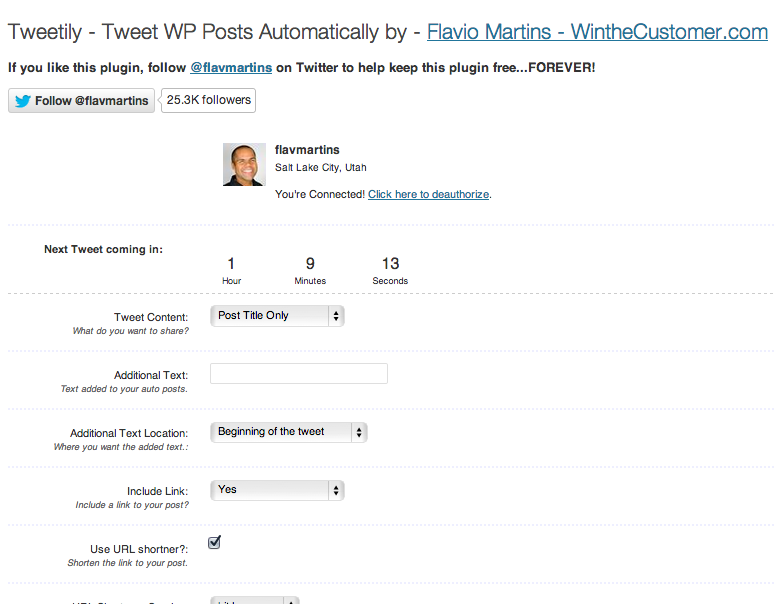 Tweetily - Tweet WP Posts Automatically by - Flavio Martins - WintheCustomer.com
If you like this plugin, follow @flavmartins on Twitter to help keep this plugin free...FOREVER!
Follow @flavmartins 25.3K followers
flavmartins
Salt Lake City, Utah
You're Connected! Click here to deauthorize.
Next Tweet coming in:
1 9 13
Hour Minutes Seconds
Tweet Content: Post Title Only
What do you want to share?
Additional Text:
Text added to your auto posts.
Additional Text Location: Beginning of the tweet
Where you want the added text.:
Include Link: Yes
Include a link to your post?
Use URL shortner?:
Shorten the link to your post.